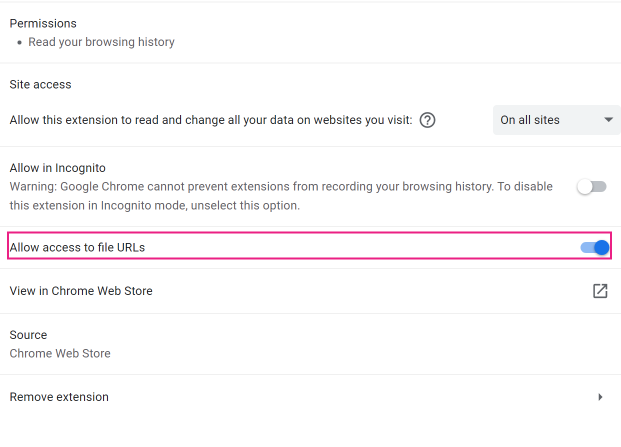 Permissions
Read your browsing history
Site access
Allow this extension to read and change all your data on websites you visit:
On all sites
Allow in Incognito
Warning: Google Chrome cannot prevent extensions from recording your browsing history. To disable
this extension in Incognito mode, unselect this option.
Allow access to file URLs
View in Chrome Web Store
Source
Chrome Web Store
Remove extension